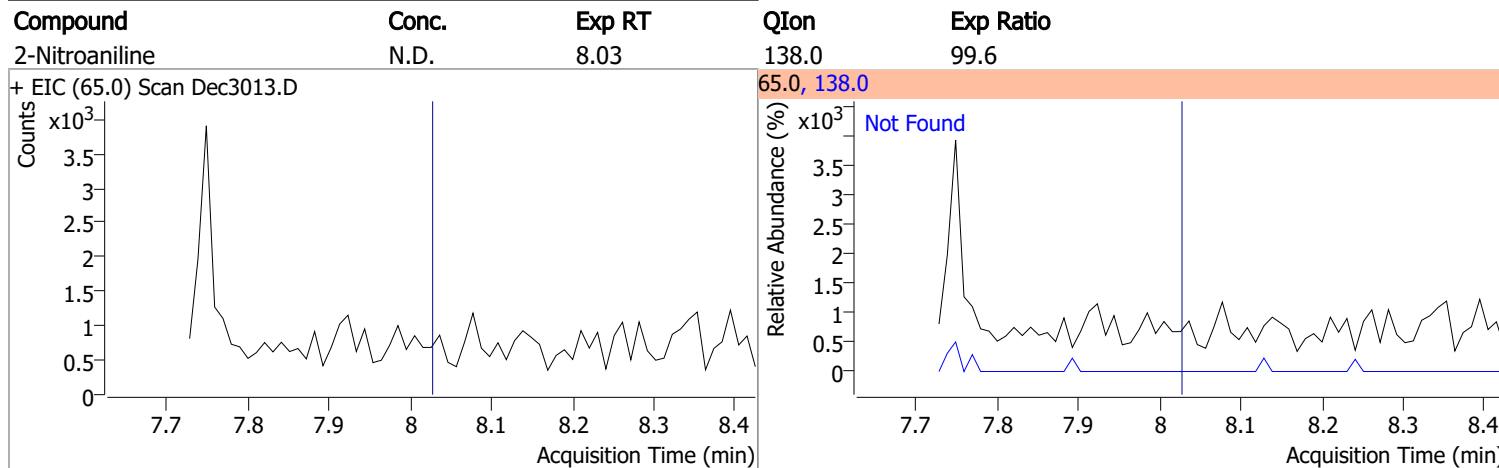 Compound Conc. Exp RT QIon Exp Ratio
2-Nitroaniline N.D. 8.03 138.0 99.6
+ EIC (65.0) Scan Dec3013.D
Counts
x10³
3.5
3
2.5
2
1.5
1
0.5
0
7.7 7.8 7.9 8 8.1 8.2 8.3 8.4
Acquisition Time (min)
65.0, 138.0
Relative Abundance (%)
x10³
Not Found
3.5
3
2.5
2
1.5
1
0.5
0
7.7 7.8 7.9 8 8.1 8.2 8.3 8.4
Acquisition Time (min)